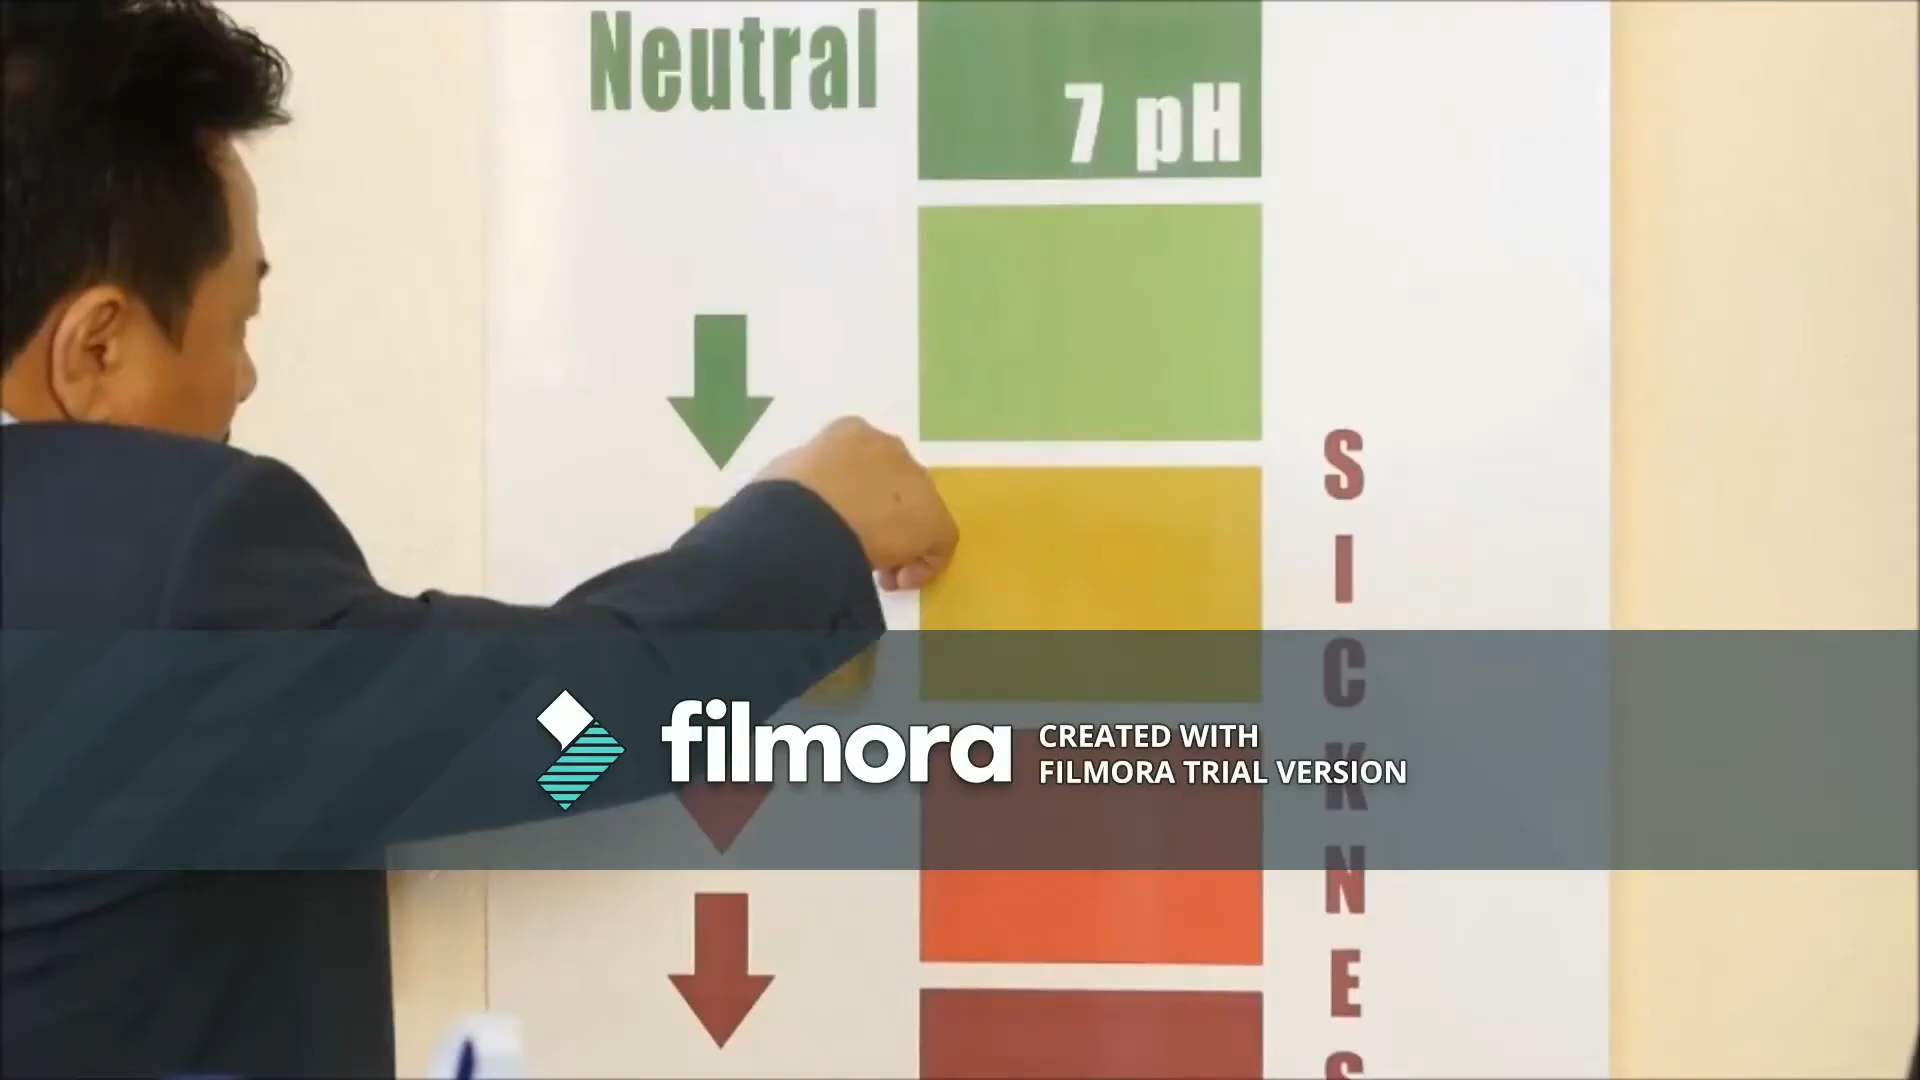 Neutral
7 pH
S
I
C
K
N
E
S
filmora
CREATED WITH
FILMORA TRIAL VERSION